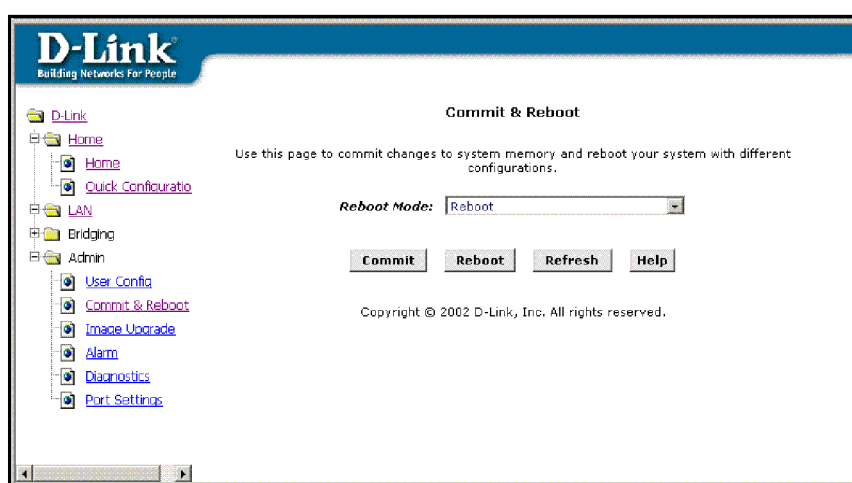 D-Link
Building Networks for People
D-Link
Home
Home
Quick Configuratio
LAN
Bridging
Admin
User Config
Commit & Reboot
Image Upgrade
Alarm
Diagnostics
Port Settings
Commit & Reboot
Use this page to commit changes to system memory and reboot your system with different
configurations.
Reboot Mode: Reboot
Commit Reboot Refresh Help
Copyright © 2002 D-Link, Inc. All rights reserved.